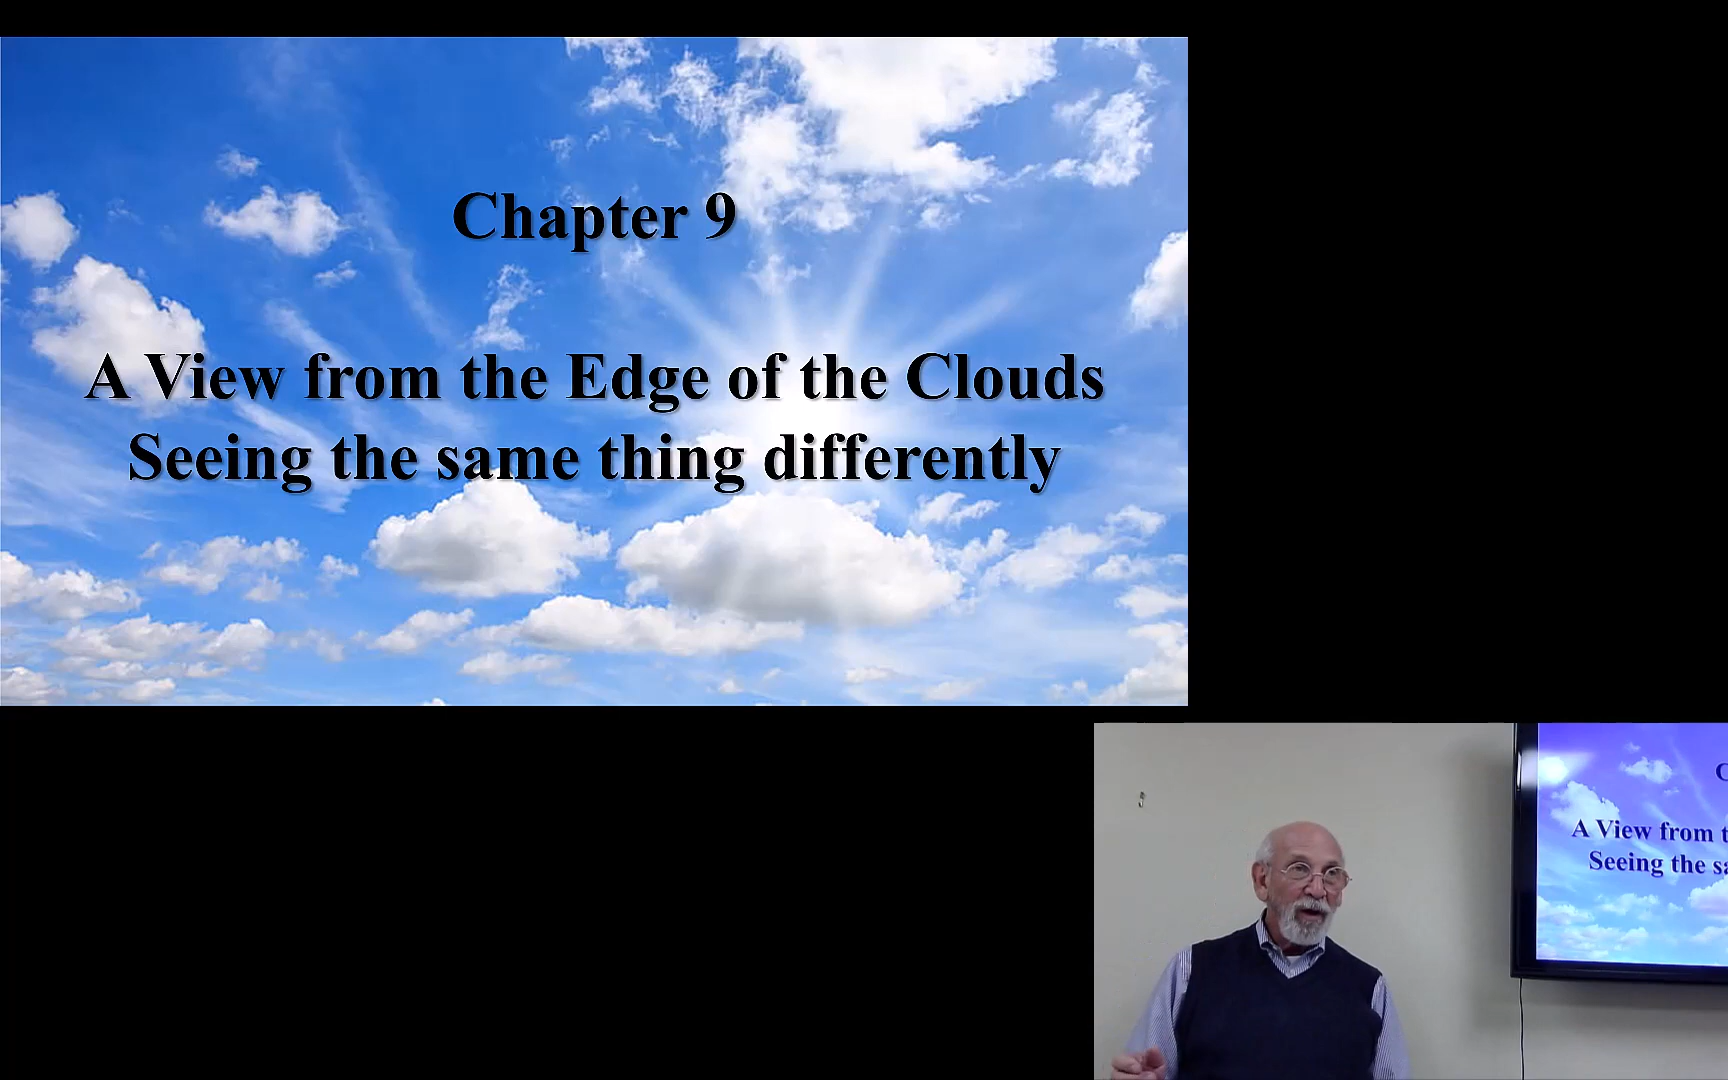 Chapter 9
A View from the Edge of the Clouds
Seeing the same thing differently
A View from
Seeing the